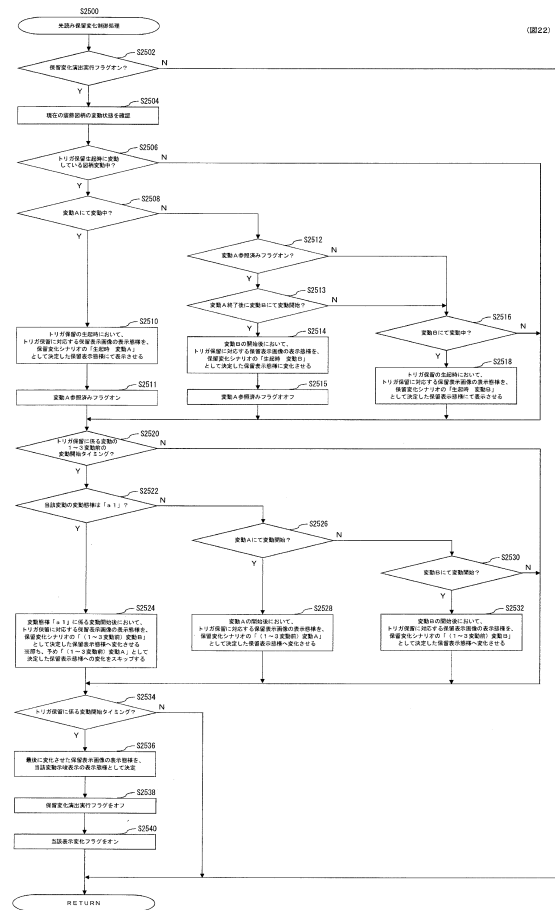 S2500
先読み保留変化制御処理
(図22)
S2502
保留変化演出実行フラグオン？
N
Y
S2504
現在の装飾図柄の変動状態を確認
S2506
トリガ保留生起時に変動
している図柄変動中？
N
Y
S2508
変動Aにて変動中？
N
Y
S2512
変動A参照済みフラグオン？
N
Y
S2513
変動A終了後に変動Bにて変動開始？
N
Y
S2516
変動Bにて変動中？
N
Y
S2510
トリガ保留の生起時において、
トリガ保留に対応する保留表示画像の表示態様を、
保留変化シナリオの「生起時　変動A」
として決定した保留表示態様にて表示させる
S2514
変動Bの開始後において、
トリガ保留に対応する保留表示画像の表示態様を、
保留変化シナリオの「生起時　変動B」
として決定した保留表示態様に変化させる
S2518
トリガ保留の生起時において、
トリガ保留に対応する保留表示画像の表示態様を、
保留変化シナリオの「生起時　変動B」
として決定した保留表示態様にて表示させる
S2511
変動A参照済みフラグオン
S2515
変動A参照済みフラグオフ
S2520
トリガ保留に係る変動の
1～3変動前の
変動開始タイミング？
N
Y
S2522
当該変動の変動態様は「a1」？
N
Y
S2526
変動Aにて変動開始？
N
Y
S2530
変動Bにて変動開始？
N
Y
S2524
変動態様「a1」に係る変動開始後において、
トリガ保留に対応する保留表示画像の表示態様を、
保留変化シナリオの「(1～3変動前)変動B」
として決定した保留表示態様へ変化させる
※即ち、予め「(1～3変動前)変動A」として
決定した保留表示態様への変化をスキップする
S2528
変動Aの開始後において、
トリガ保留に対応する保留表示画像の表示態様を、
保留変化シナリオの「(1～3変動前)変動A」
として決定した保留表示態様へ変化させる
S2532
変動Bの開始後において、
トリガ保留に対応する保留表示画像の表示態様を、
保留変化シナリオの「(1～3変動前)変動B」
として決定した保留表示態様へ変化させる
S2534
トリガ保留に係る変動開始タイミング？
N
Y
S2536
最後に変化させた保留表示画像の表示態様を、
当該変動示唆表示の表示態様として決定
S2538
保留変化演出実行フラグをオフ
S2540
当該表示変化フラグをオン
RETURN